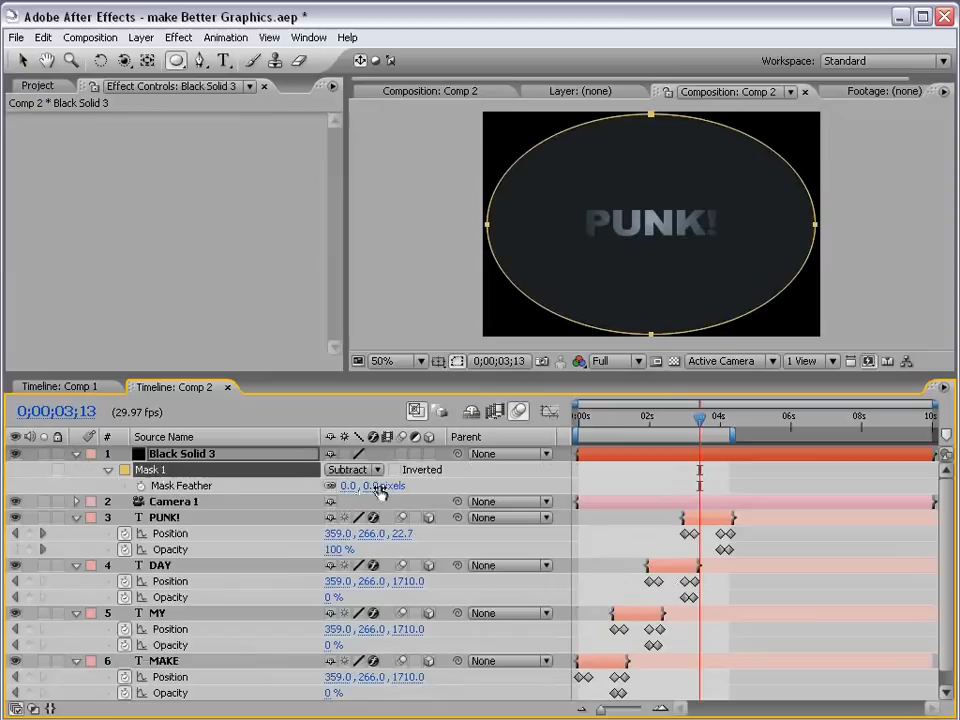 Adobe After Effects - make Better Graphics.aep *
File Edit Composition Layer Effect Animation View Window Help
T Workspace: Standard
Project Effect Controls: Black Solid 3 × Composition: Comp 2 Layer: (none) Composition: Comp 2 × Footage: (none)
Comp 2 * Black Solid 3
PUNK!
50% 0;00;03;13 Full Active Camera 1 View
Timeline: Comp 1 Timeline: Comp 2 ×
0;00;03;13 (29.97 fps) 00s 02s 04s 06s 08s 10s
# Source Name Parent
1 Black Solid 3 None
Mask 1 Subtract Inverted
Mask Feather 0.0, 0.0 pixels
2 Camera 1 None
3 T PUNK! None
Position 359.0, 266.0, 22.7
Opacity 100 %
4 T DAY None
Position 359.0, 266.0, 1710.0
Opacity 0 %
5 T MY None
Position 359.0, 266.0, 1710.0
Opacity 0 %
6 T MAKE None
Position 359.0, 266.0, 1710.0
Opacity 0 %